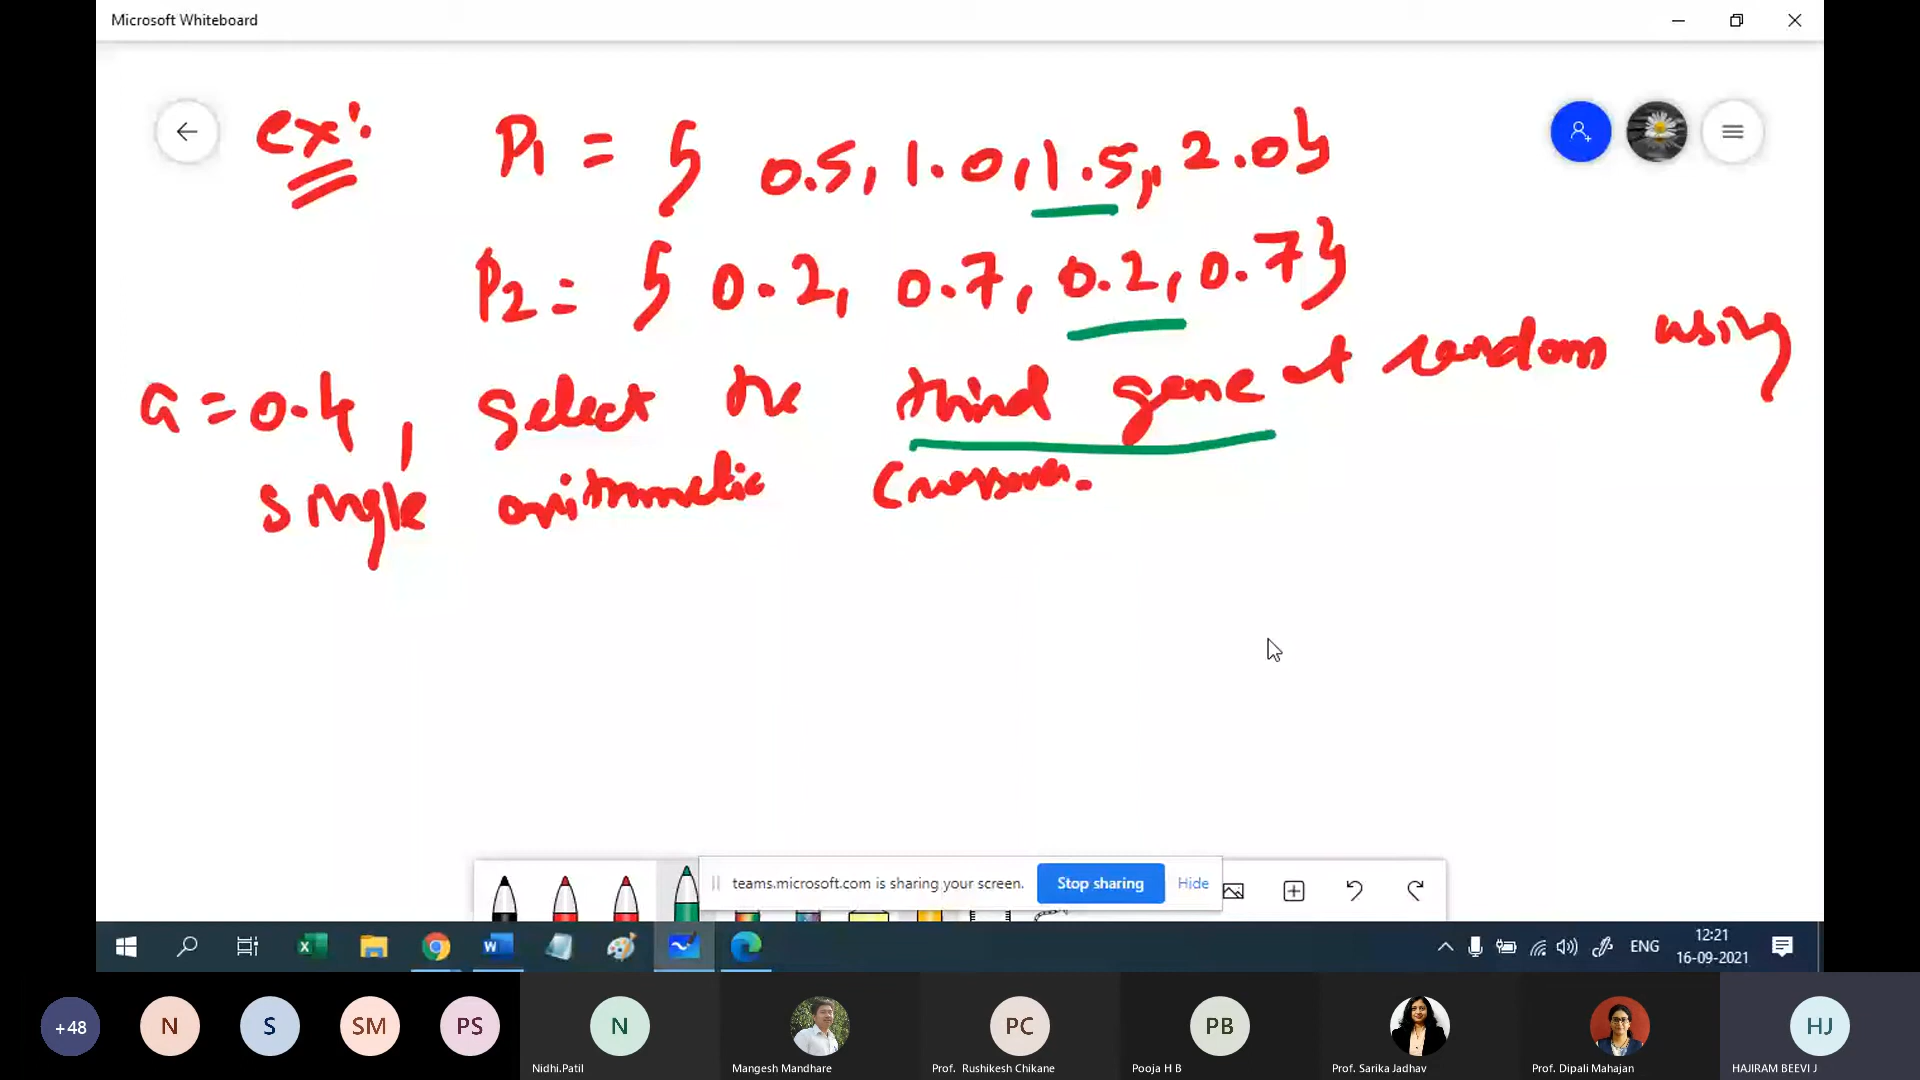 Microsoft Whiteboard
ex:
P1 = { 0.5, 1.0, 1.5, 2.0}
P2 = { 0.2, 0.7, 0.2, 0.7}
a = 0.4, select the third gene at random using
single arithmetic Crossover.
teams.microsoft.com is sharing your screen. Stop sharing Hide
ENG
12:21
16-09-2021
+48 N S SM PS N PC PB HJ
Nidhi.Patil Mangesh Mandhare Prof. Rushikesh Chikane Pooja H B Prof. Sarika Jadhav Prof. Dipali Mahajan HAJIRAM BEEVI J